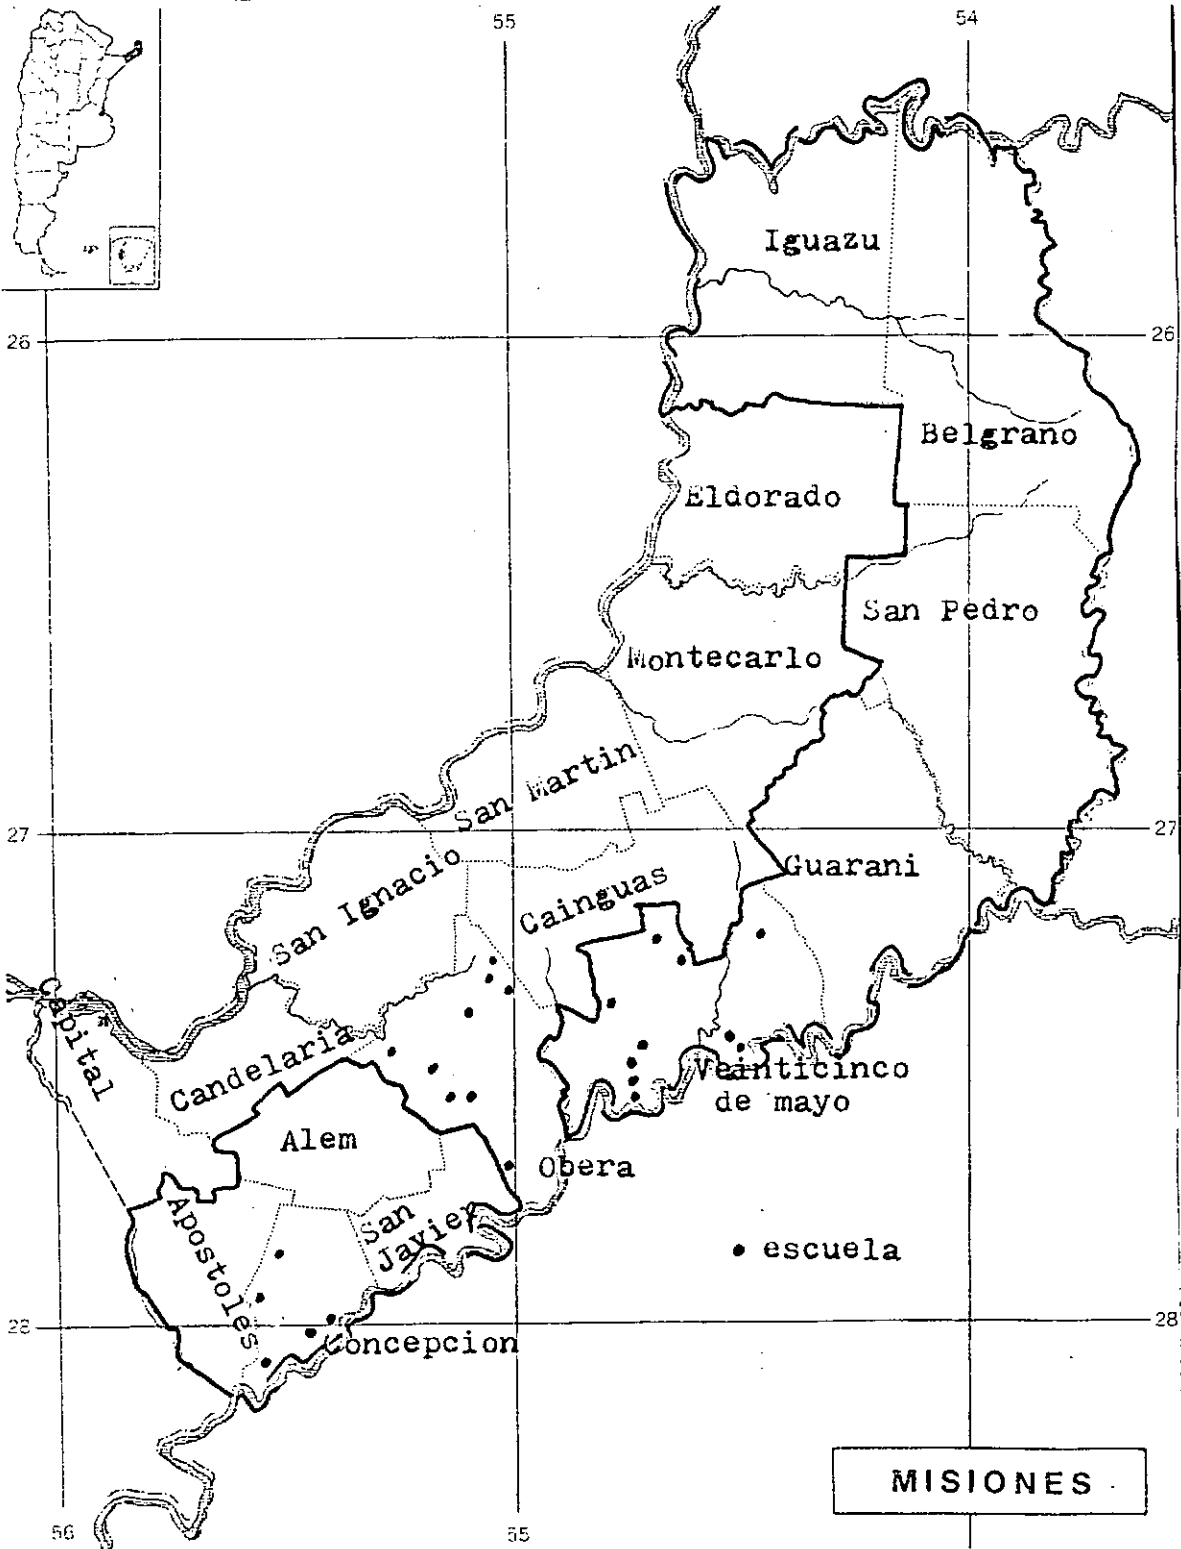 55
54
Iguazu
26
26
Belgrano
Eldorado
San Pedro
Montecarlo
San Martin
27
27
San Ignacio
Guarani
Cainguas
Capital
Candelaria
Veinticinco
de mayo
Alem
Obera
Apostoles
San
Javier
escuela
28
28
Concepcion
MISIONES
56
55